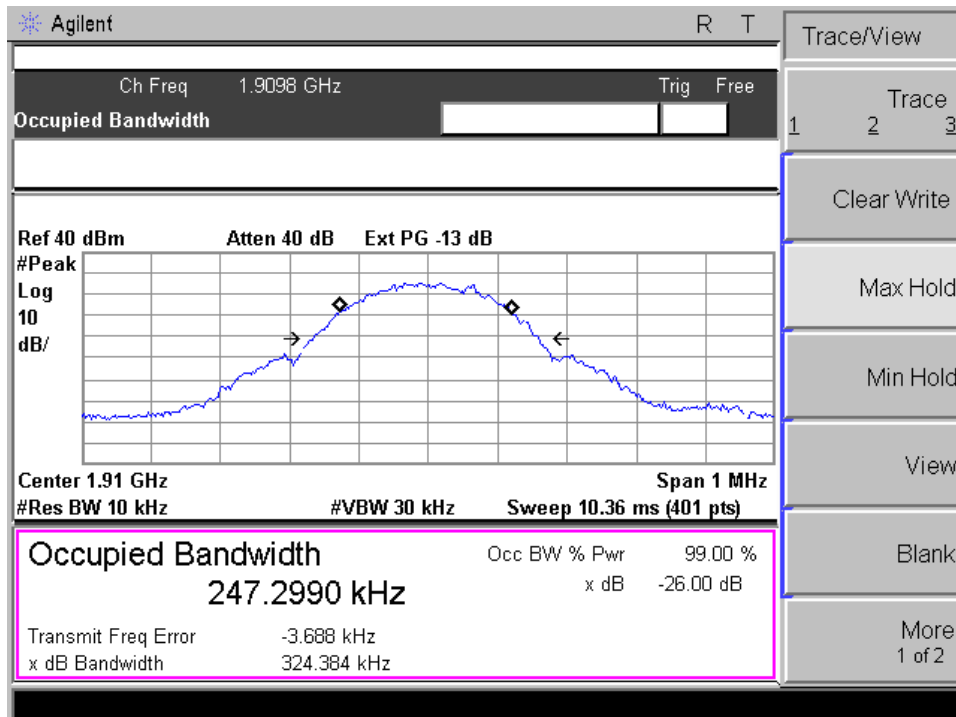 Agilent R T
Trace/View
Ch Freq 1.9098 GHz Trig Free
Occupied Bandwidth
Trace
1 2 3
Clear Write
Ref 40 dBm Atten 40 dB Ext PG -13 dB
#Peak
Log
10
dB/
Max Hold
Min Hold
View
Center 1.91 GHz Span 1 MHz
#Res BW 10 kHz #VBW 30 kHz Sweep 10.36 ms (401 pts)
Occupied Bandwidth Occ BW % Pwr 99.00 %
247.2990 kHz x dB -26.00 dB
Blank
Transmit Freq Error -3.688 kHz
x dB Bandwidth 324.384 kHz
More
1 of 2